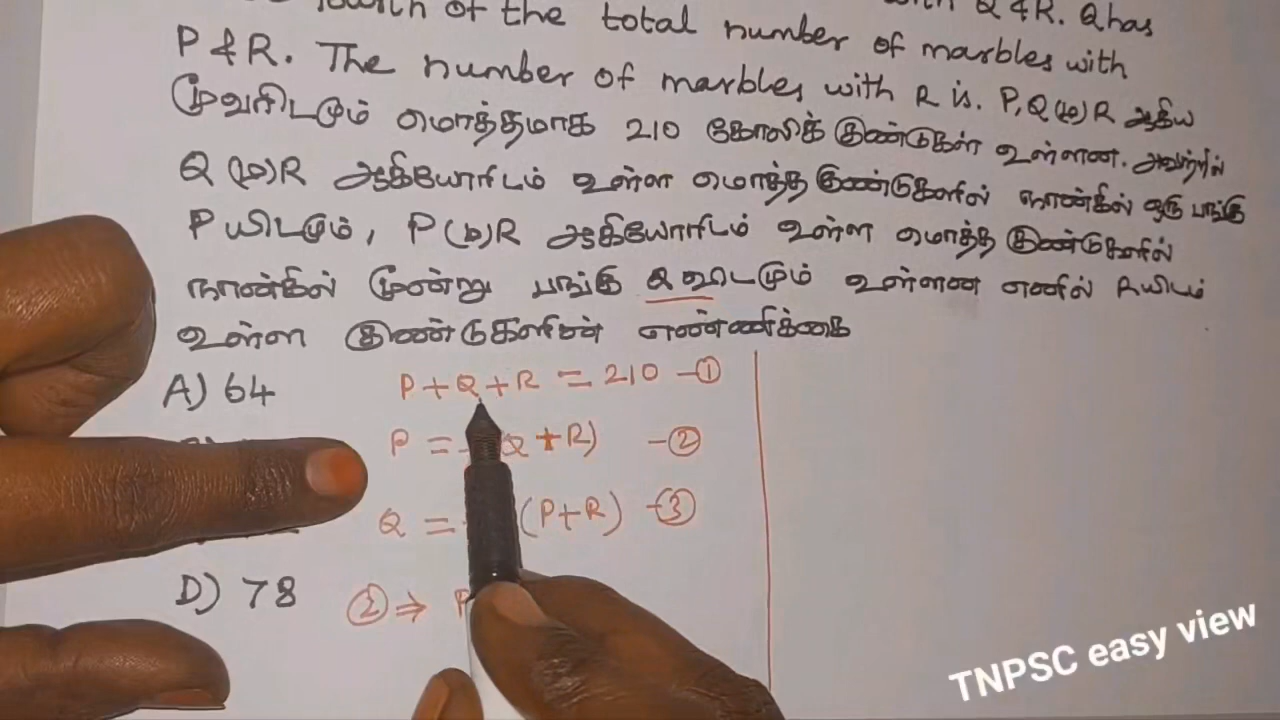 fourth of the total number of marbles with Q & R. Q has
P & R. The number of marbles with R is. P, Q (ம) R ஆகிய
மூவரிடமும் மொத்தமாக 210 கோலிக் குண்டுகள் உள்ளன. அவற்றில்
Q (ம) R ஆகியோரிடம் உள்ள மொத்த குண்டுகளில் நான்கில் ஒரு பங்கு
P யிடமும், P (ம) R ஆகியோரிடம் உள்ள மொத்த குண்டுகளில்
நான்கில் மூன்று பங்கு Q விடமும் உள்ளன எனில் R யிடம்
உள்ள குண்டுகளின் எண்ணிக்கை
A) 64
P + Q + R = 210 - ①
P = Q + R) - ②
Q = (P + R) - ③
D) 78
② ⇒ P
TNPSC easy view